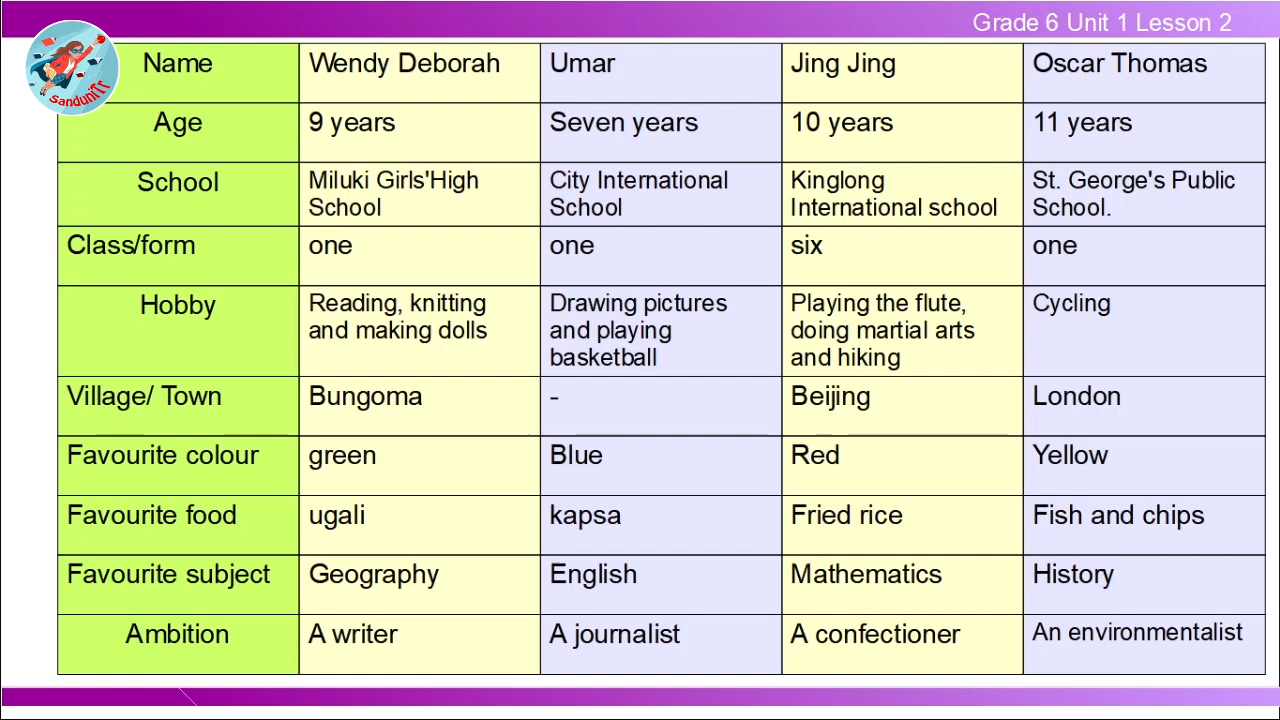 Grade 6 Unit 1 Lesson 2
SanduniTr
Name Wendy Deborah Umar Jing Jing Oscar Thomas
Age 9 years Seven years 10 years 11 years
School Miluki Girls'High School City International School Kinglong International school St. George's Public School.
Class/form one one six one
Hobby Reading, knitting and making dolls Drawing pictures and playing basketball Playing the flute, doing martial arts and hiking Cycling
Village/ Town Bungoma - Beijing London
Favourite colour green Blue Red Yellow
Favourite food ugali kapsa Fried rice Fish and chips
Favourite subject Geography English Mathematics History
Ambition A writer A journalist A confectioner An environmentalist